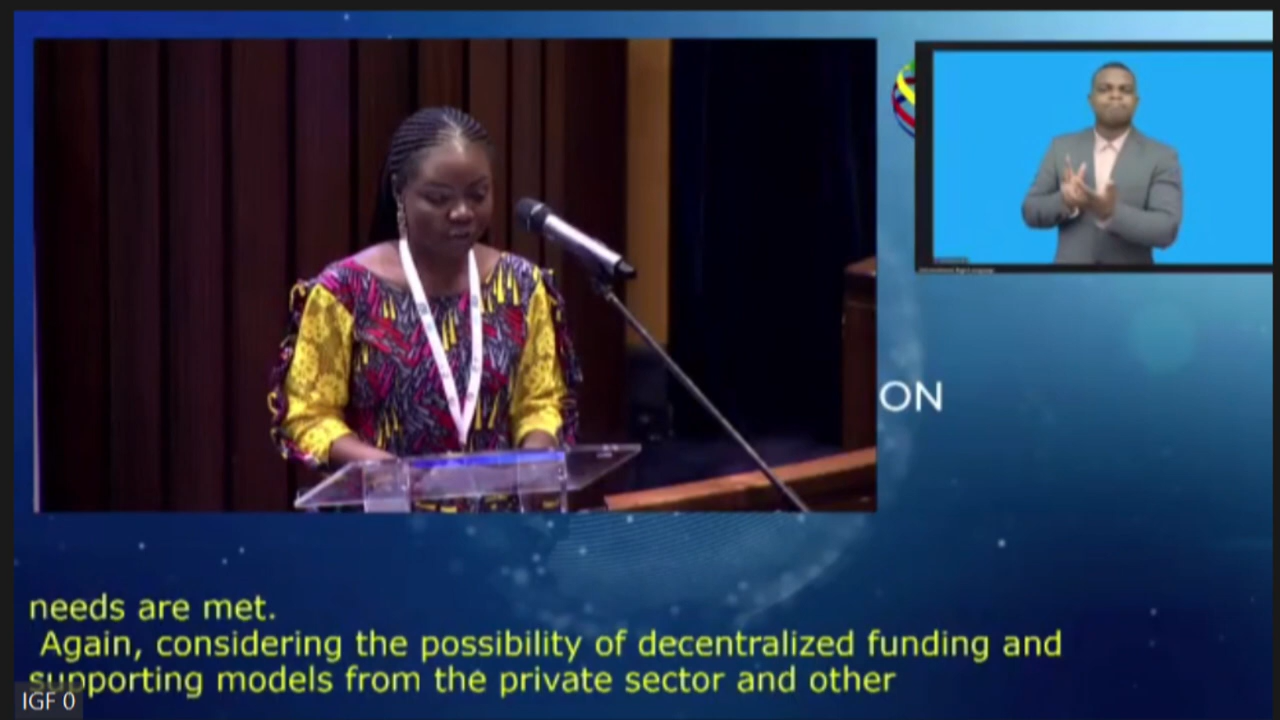 ON
needs are met.
Again, considering the possibility of decentralized funding and
supporting models from the private sector and other
IGF 0